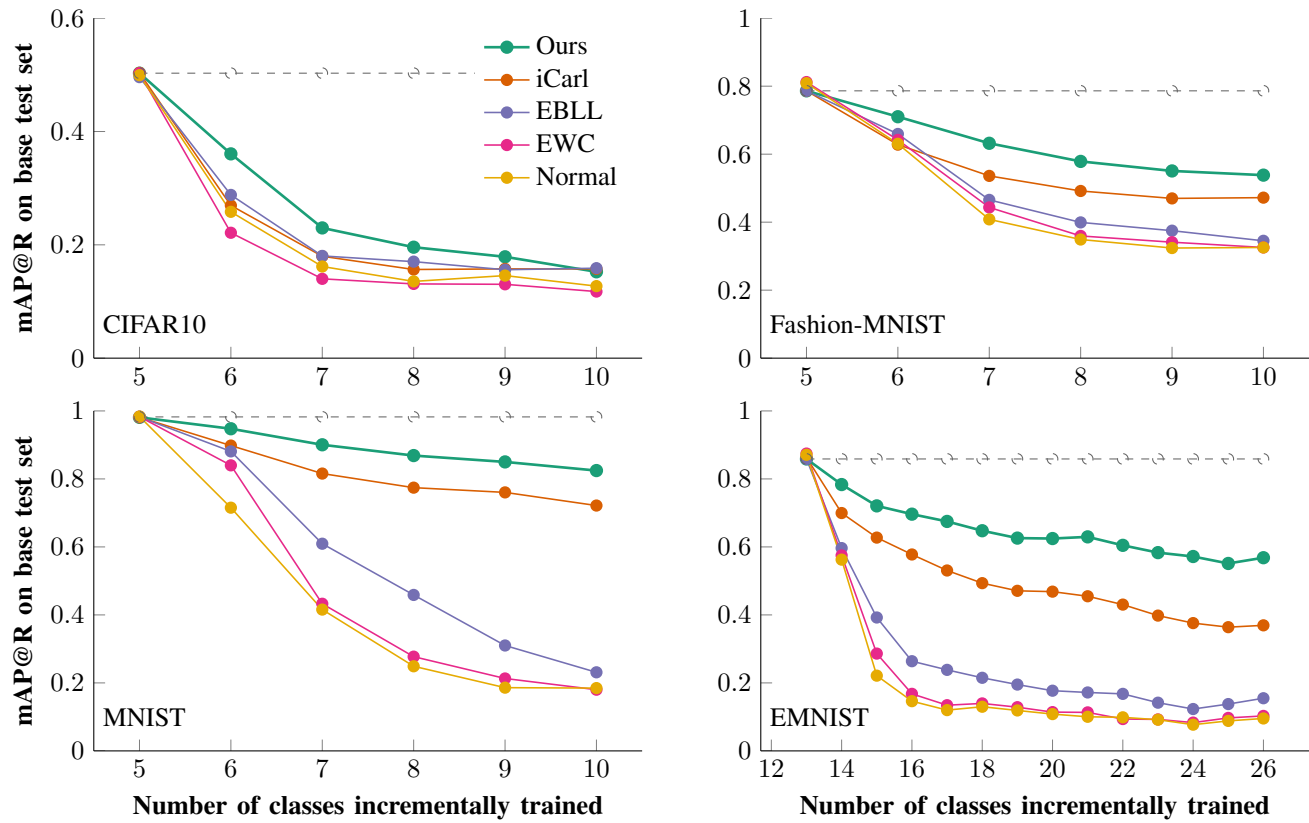 mAP@R on base test set
0.6
0.4
0.2
0
5 6 7 8 9 10
CIFAR10
Ours
iCarl
EBLL
EWC
Normal
1
0.8
0.6
0.4
0.2
0
5 6 7 8 9 10
Fashion-MNIST
mAP@R on base test set
1
0.8
0.6
0.4
0.2
0
5 6 7 8 9 10
MNIST
Number of classes incrementally trained
1
0.8
0.6
0.4
0.2
0
12 14 16 18 20 22 24 26
EMNIST
Number of classes incrementally trained